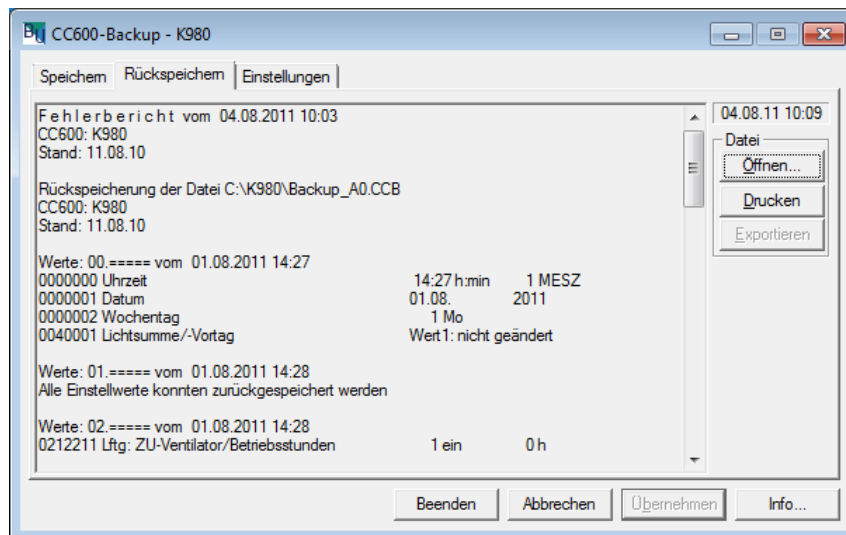 BU CC600-Backup - K980
Speichern Rückspeichern Einstellungen
Fehlerbericht vom 04.08.2011 10:03
CC600: K980
Stand: 11.08.10
Rückspeicherung der Datei C:\K980\Backup_A0.CCB
CC600: K980
Stand: 11.08.10
Werte: 00.===== vom 01.08.2011 14:27
0000000 Uhrzeit 14:27 h:min 1 MESZ
0000001 Datum 01.08. 2011
0000002 Wochentag 1 Mo
0040001 Lichtsumme/-Vortag Wert1: nicht geändert
Werte: 01.===== vom 01.08.2011 14:28
Alle Einstellwerte konnten zurückgespeichert werden
Werte: 02.===== vom 01.08.2011 14:28
0212211 Lftg: ZU-Ventilator/Betriebsstunden 1 ein 0 h
04.08.11 10:09
Datei
Öffnen...
Drucken
Exportieren
Beenden Abbrechen Übernehmen Info...